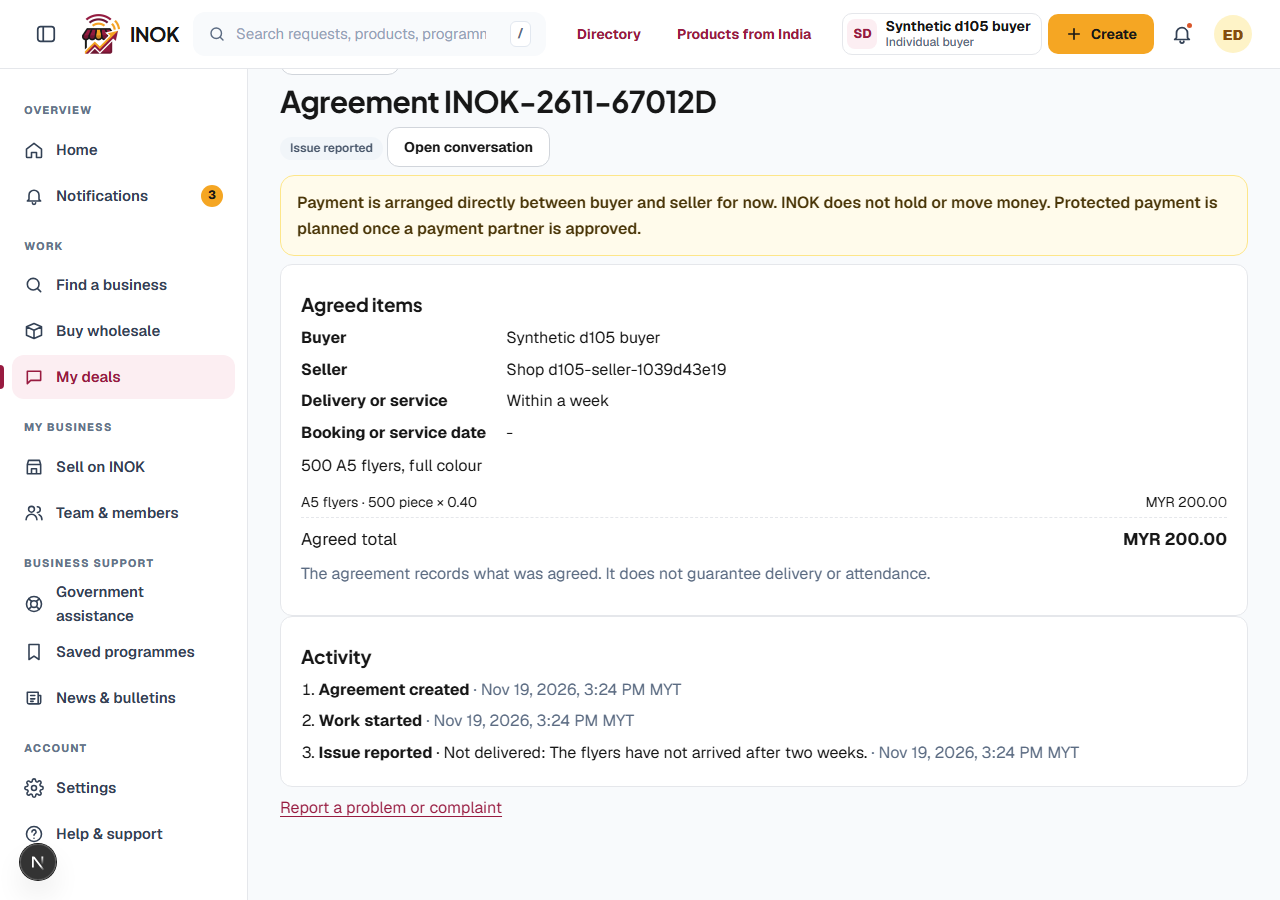 INOK
Search requests, products, programm
/
Directory
Products from India
SD
Synthetic d105 buyer
Individual buyer
Create
ED
OVERVIEW
Home
Notifications
3
WORK
Find a business
Buy wholesale
My deals
MY BUSINESS
Sell on INOK
Team & members
BUSINESS SUPPORT
Government
assistance
Saved programmes
News & bulletins
ACCOUNT
Settings
Help & support
N
Agreement INOK-2611-67012D
Issue reported
Open conversation
Payment is arranged directly between buyer and seller for now. INOK does not hold or move money. Protected payment is
planned once a payment partner is approved.
Agreed items
Buyer Synthetic d105 buyer
Seller Shop d105-seller-1039d43e19
Delivery or service Within a week
Booking or service date -
500 A5 flyers, full colour
A5 flyers · 500 piece × 0.40 MYR 200.00
Agreed total MYR 200.00
The agreement records what was agreed. It does not guarantee delivery or attendance.
Activity
1. Agreement created · Nov 19, 2026, 3:24 PM MYT
2. Work started · Nov 19, 2026, 3:24 PM MYT
3. Issue reported · Not delivered: The flyers have not arrived after two weeks. · Nov 19, 2026, 3:24 PM MYT
Report a problem or complaint